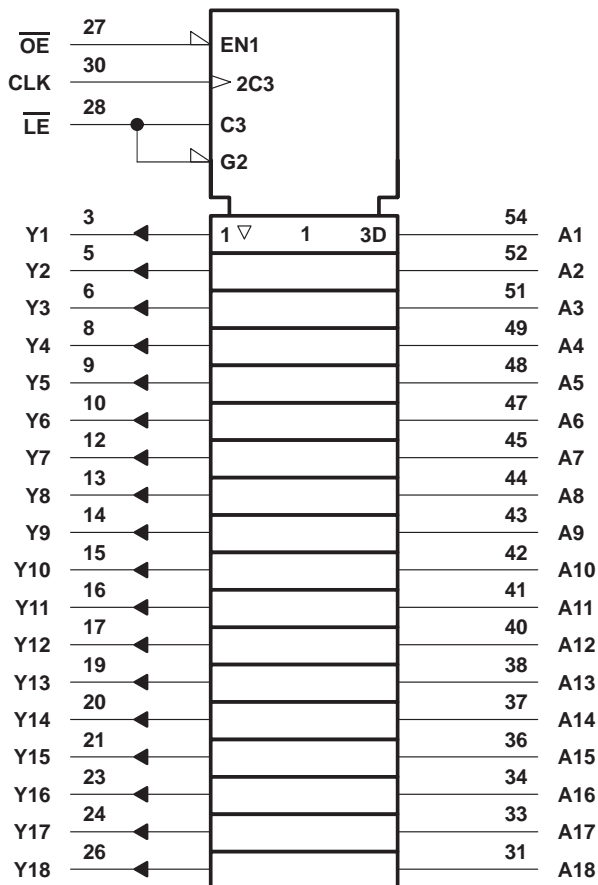 OE 27 EN1
CLK 30 2C3
LE 28 C3
G2
Y1 3 1 ▽ 1 3D 54 A1
Y2 5 52 A2
Y3 6 51 A3
Y4 8 49 A4
Y5 9 48 A5
Y6 10 47 A6
Y7 12 45 A7
Y8 13 44 A8
Y9 14 43 A9
Y10 15 42 A10
Y11 16 41 A11
Y12 17 40 A12
Y13 19 38 A13
Y14 20 37 A14
Y15 21 36 A15
Y16 23 34 A16
Y17 24 33 A17
Y18 26 31 A18